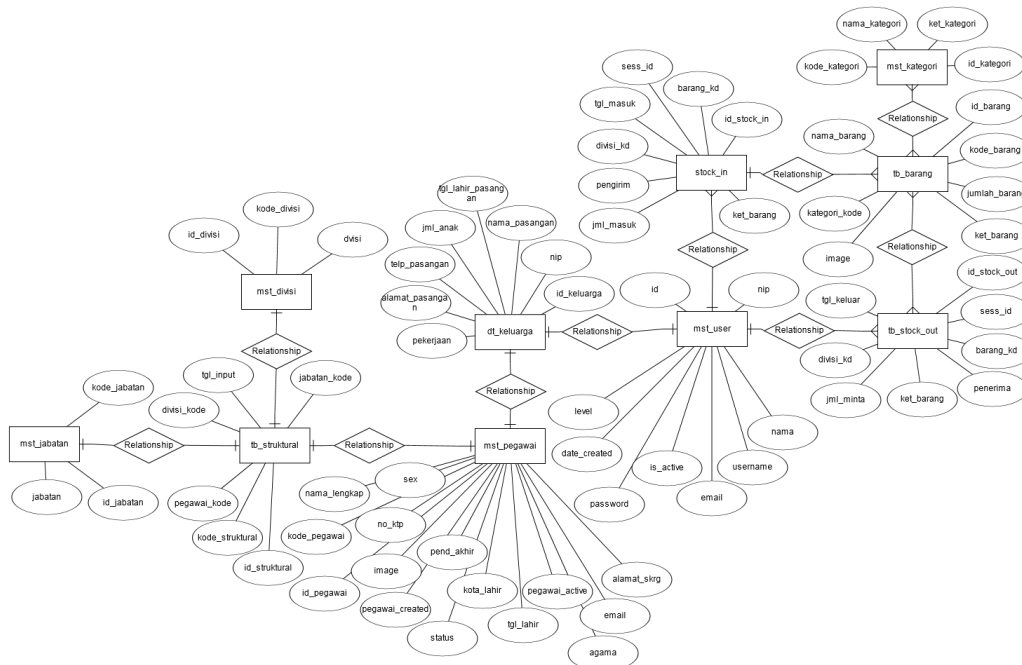 nama_kategori
ket_kategori
kode_kategori
mst_kategori
id_kategori
sess_id
barang_kd
tgl_masuk
id_stock_in
Relationship
id_barang
nama_barang
kode_barang
divisi_kd
stock_in
Relationship
tb_barang
pengirim
jumlah_barang
jml_masuk
ket_barang
kategori_kode
ket_barang
image
Relationship
Relationship
id_stock_out
tgl_lahir_pasang
an
kode_divisi
jml_anak
nama_pasangan
id_divisi
dvisi
nip
telp_pasangan
id_keluarga
id
nip
mst_divisi
alamat_pasanga
n
tgl_keluar
sess_id
pekerjaan
dt_keluarga
Relationship
mst_user
Relationship
tb_stock_out
Relationship
divisi_kd
barang_kd
tgl_input
jabatan_kode
kode_jabatan
Relationship
jml_minta
ket_barang
penerima
divisi_kode
level
nama
mst_jabatan
Relationship
tb_struktural
Relationship
mst_pegawai
date_created
is_active
username
sex
nama_lengkap
jabatan
id_jabatan
pegawai_kode
password
email
no_ktp
kode_pegawai
kode_struktural
pend_akhir
id_struktural
image
alamat_skrg
id_pegawai
kota_lahir
pegawai_active
pegawai_created
email
status
tgl_lahir
agama